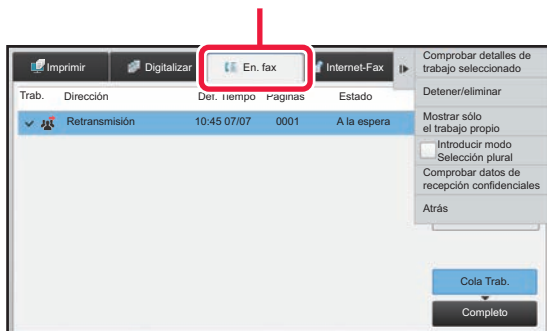 Imprimir
Digitalizar
En. fax
Internet-Fax
Trab.
Dirección
Def. Tiempo
Páginas
Estado
Retransmisión
10:45 07/07
0001
A la espera
Comprobar detalles de
trabajo seleccionado
Detener/eliminar
Mostrar sólo
el trabajo propio
Introducir modo
Selección plural
Comprobar datos de
recepción confidenciales
Atrás
Cola Trab.
Completo